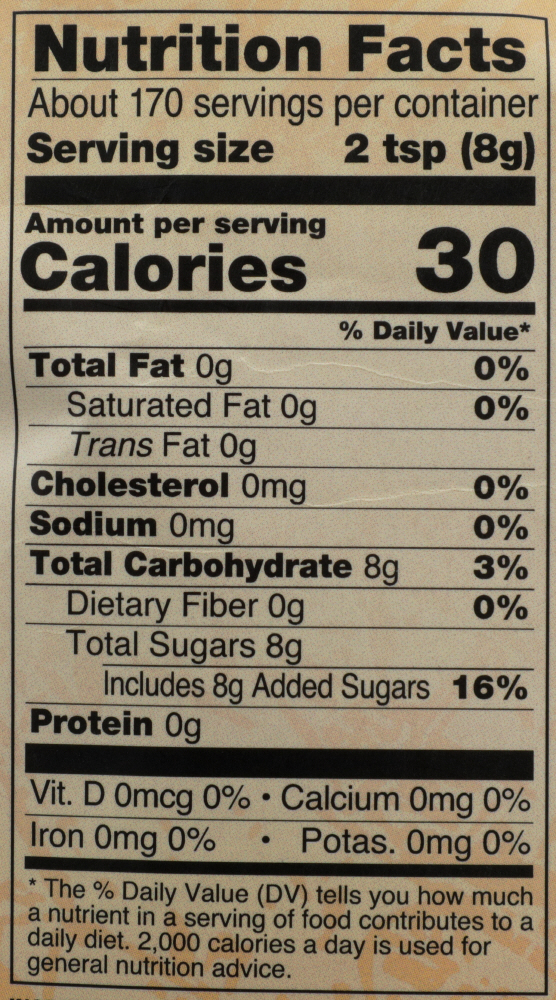 Nutrition Facts
About 170 servings per container
Serving size 2 tsp (8g)
Amount per serving
Calories 30
% Daily Value*
Total Fat 0g 0%
Saturated Fat 0g 0%
Trans Fat 0g
Cholesterol 0mg 0%
Sodium 0mg 0%
Total Carbohydrate 8g 3%
Dietary Fiber 0g 0%
Total Sugars 8g
Includes 8g Added Sugars 16%
Protein 0g
Vit. D 0mcg 0% • Calcium 0mg 0%
Iron 0mg 0% • Potas. 0mg 0%
* The % Daily Value (DV) tells you how much
a nutrient in a serving of food contributes to a
daily diet. 2,000 calories a day is used for
general nutrition advice.